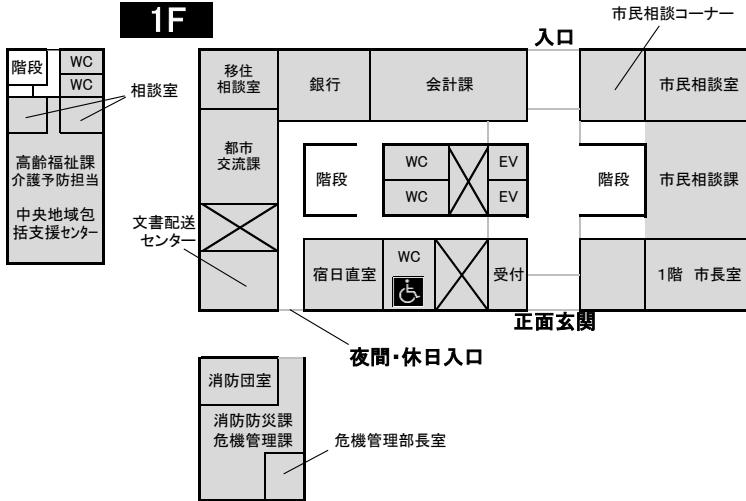 1F
市民相談コーナー
入口
階段
WC
WC
相談室
移住
相談室
銀行
会計課
市民相談室
高齢福祉課
介護予防担当
中央地域包
括支援センター
都市
交流課
階段
WC
WC
EV
EV
階段
市民相談課
文書配送
センター
宿日直室
WC
受付
1階 市長室
正面玄関
夜間・休日入口
消防団室
消防防災課
危機管理課
危機管理部長室